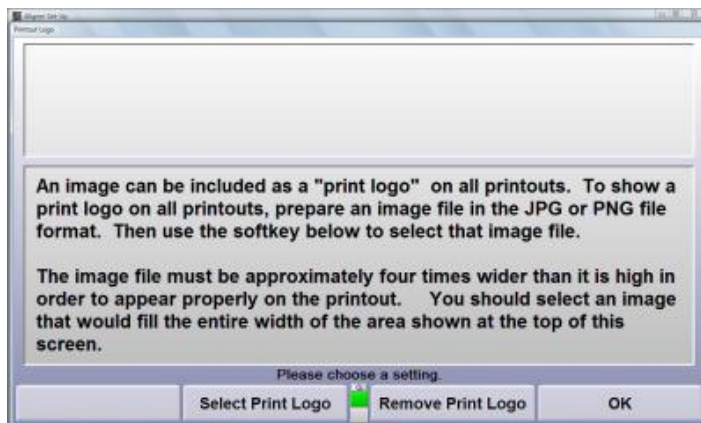 Aligner Set Up
Printout Logo
An image can be included as a "print logo" on all printouts. To show a
print logo on all printouts, prepare an image file in the JPG or PNG file
format. Then use the softkey below to select that image file.
The image file must be approximately four times wider than it is high in
order to appear properly on the printout. You should select an image
that would fill the entire width of the area shown at the top of this
screen.
Please choose a setting.
Select Print Logo
Remove Print Logo
OK